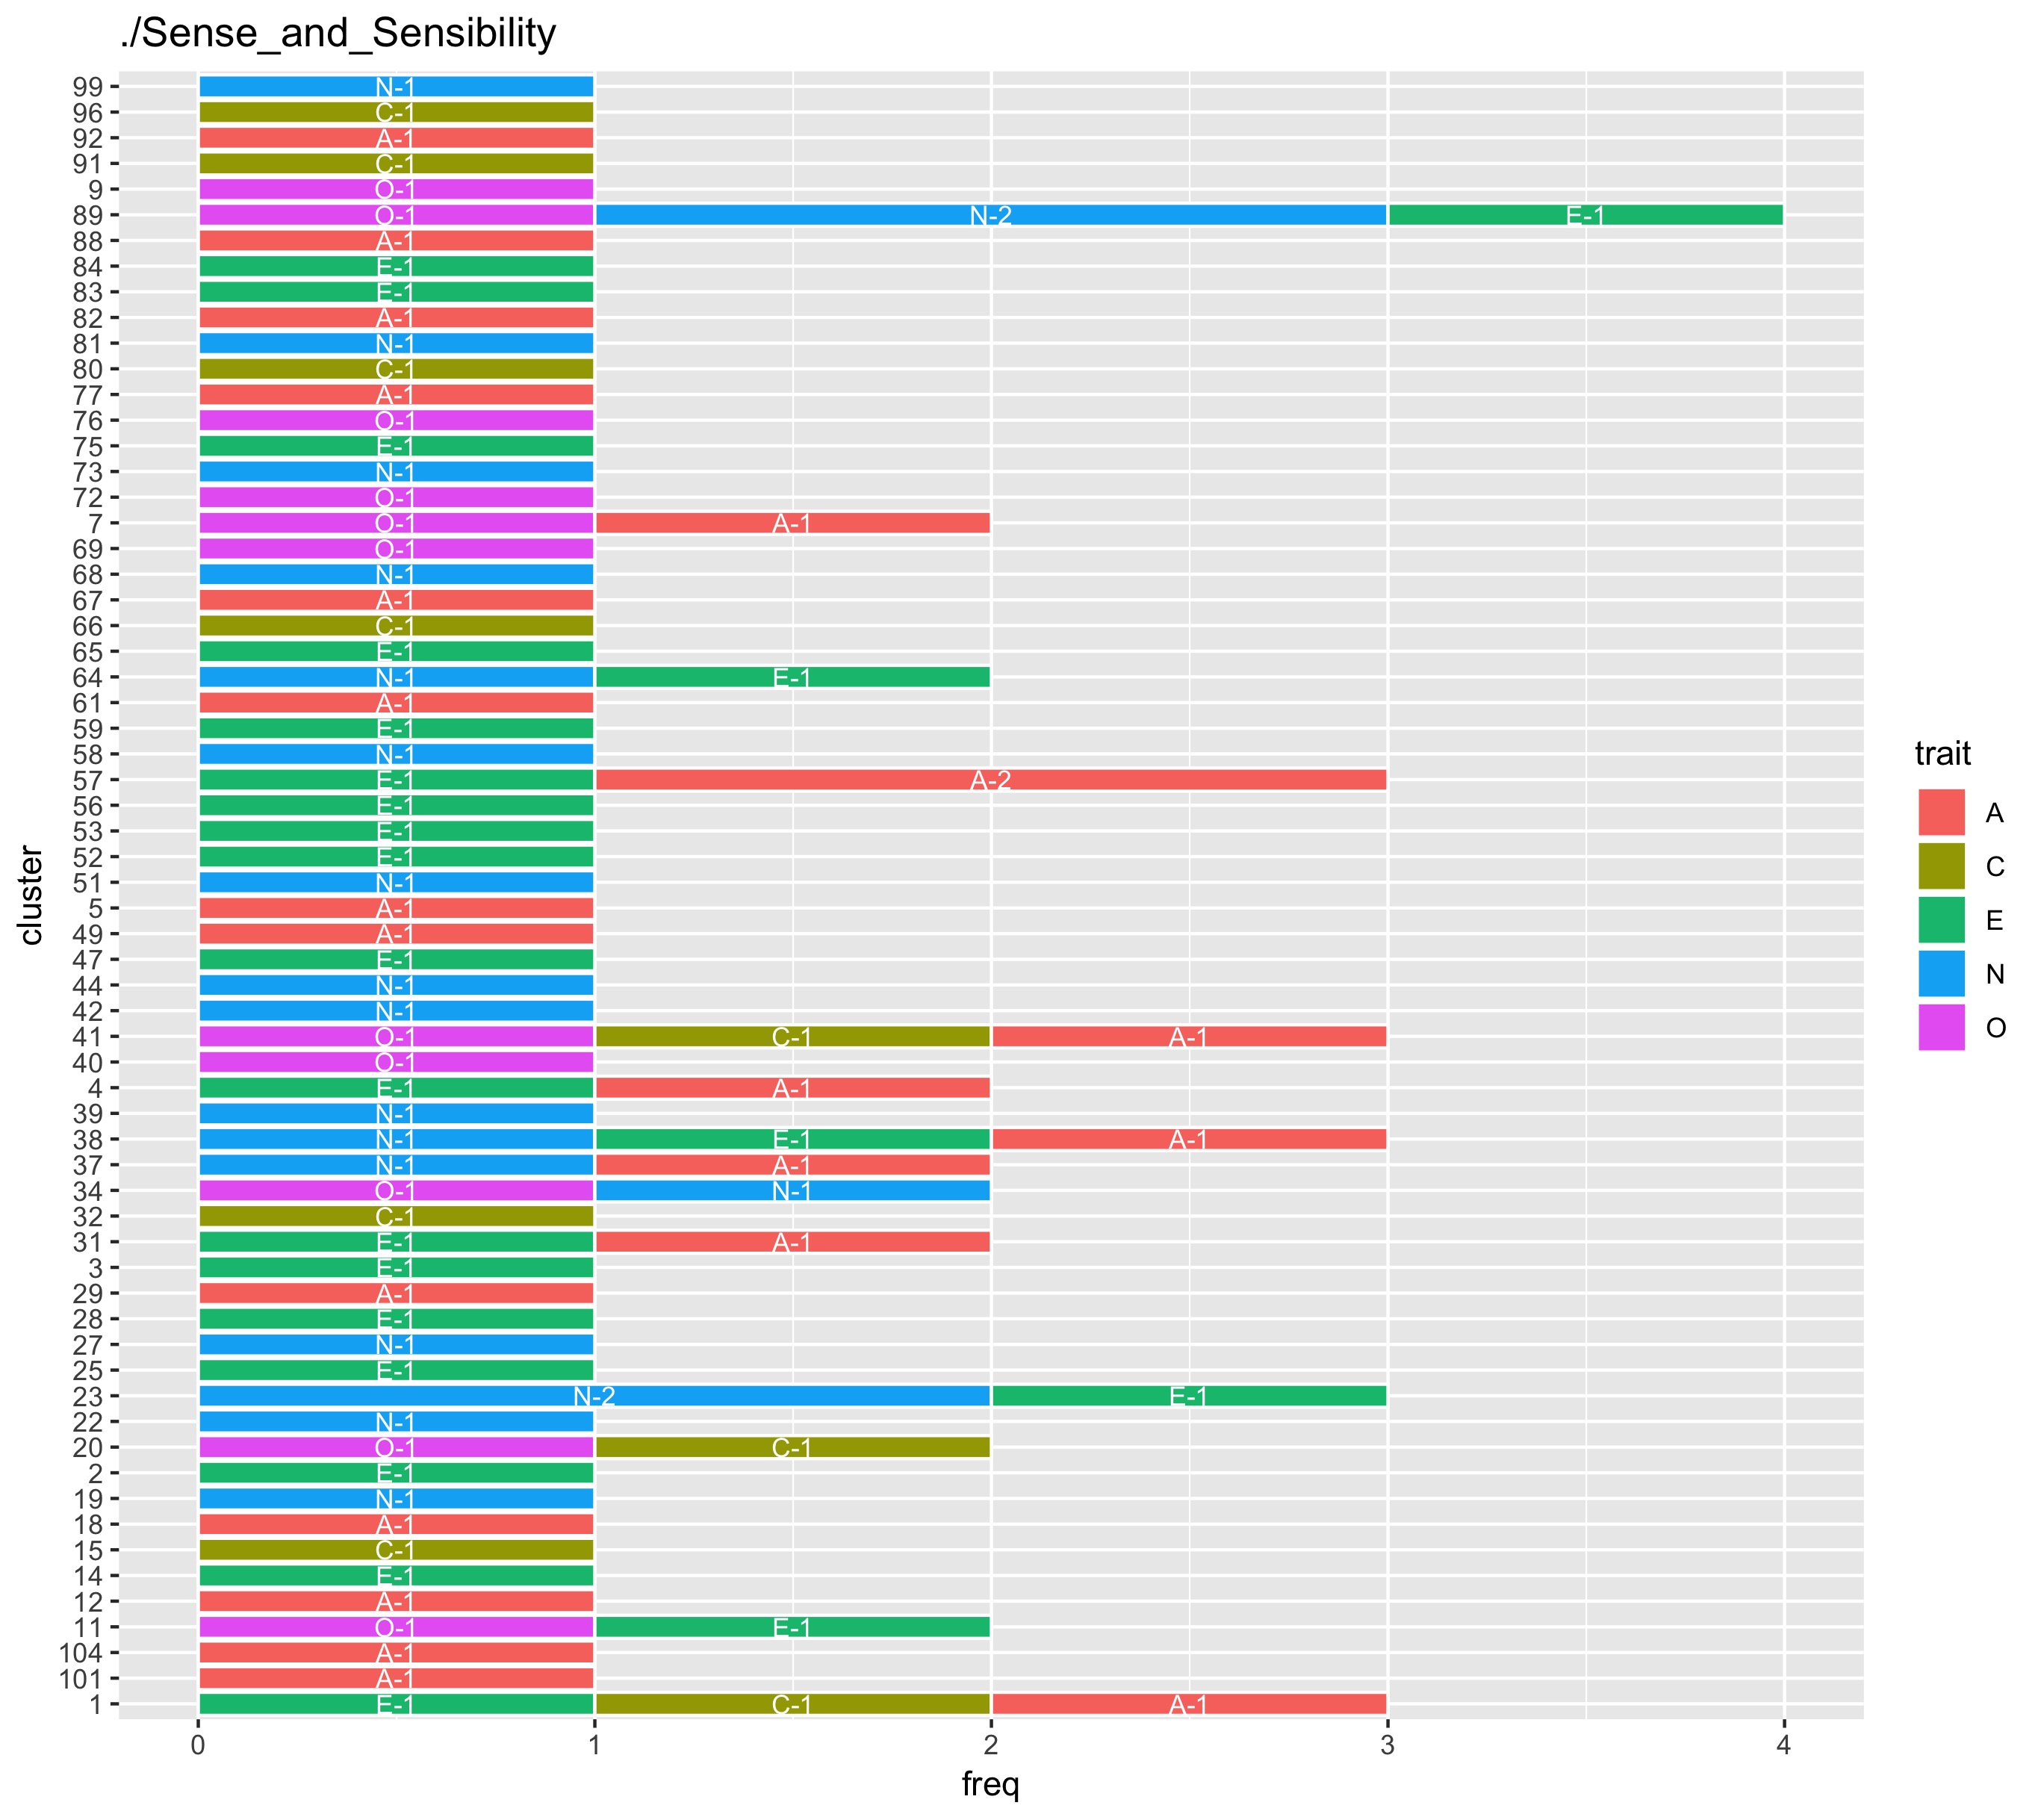 ./Sense_and_Sensibility
99 N-1
96 C-1
92 A-1
91 C-1
9 O-1
89 O-1 N-2 E-1
88 A-1
84 E-1
83 E-1
82 A-1
81 N-1
80 C-1
77 A-1
76 O-1
75 E-1
73 N-1
72 O-1
7 O-1 A-1
69 O-1
68 N-1
67 A-1
66 C-1
65 E-1
64 N-1 E-1
61 A-1
59 E-1
58 N-1
57 E-1 A-2
56 E-1
53 E-1
52 E-1
51 N-1
5 A-1
49 A-1
47 E-1
44 N-1
42 N-1
41 O-1 C-1 A-1
40 O-1
4 E-1 A-1
39 N-1
38 N-1 E-1 A-1
37 N-1 A-1
34 O-1 N-1
32 C-1
31 E-1 A-1
3 E-1
29 A-1
28 E-1
27 N-1
25 E-1
23 N-2 E-1
22 N-1
20 O-1 C-1
2 E-1
19 N-1
18 A-1
15 C-1
14 E-1
12 A-1
11 O-1 E-1
104 A-1
101 A-1
1 E-1 C-1 A-1
0 1 2 3 4
freq
cluster
trait
A
C
E
N
O